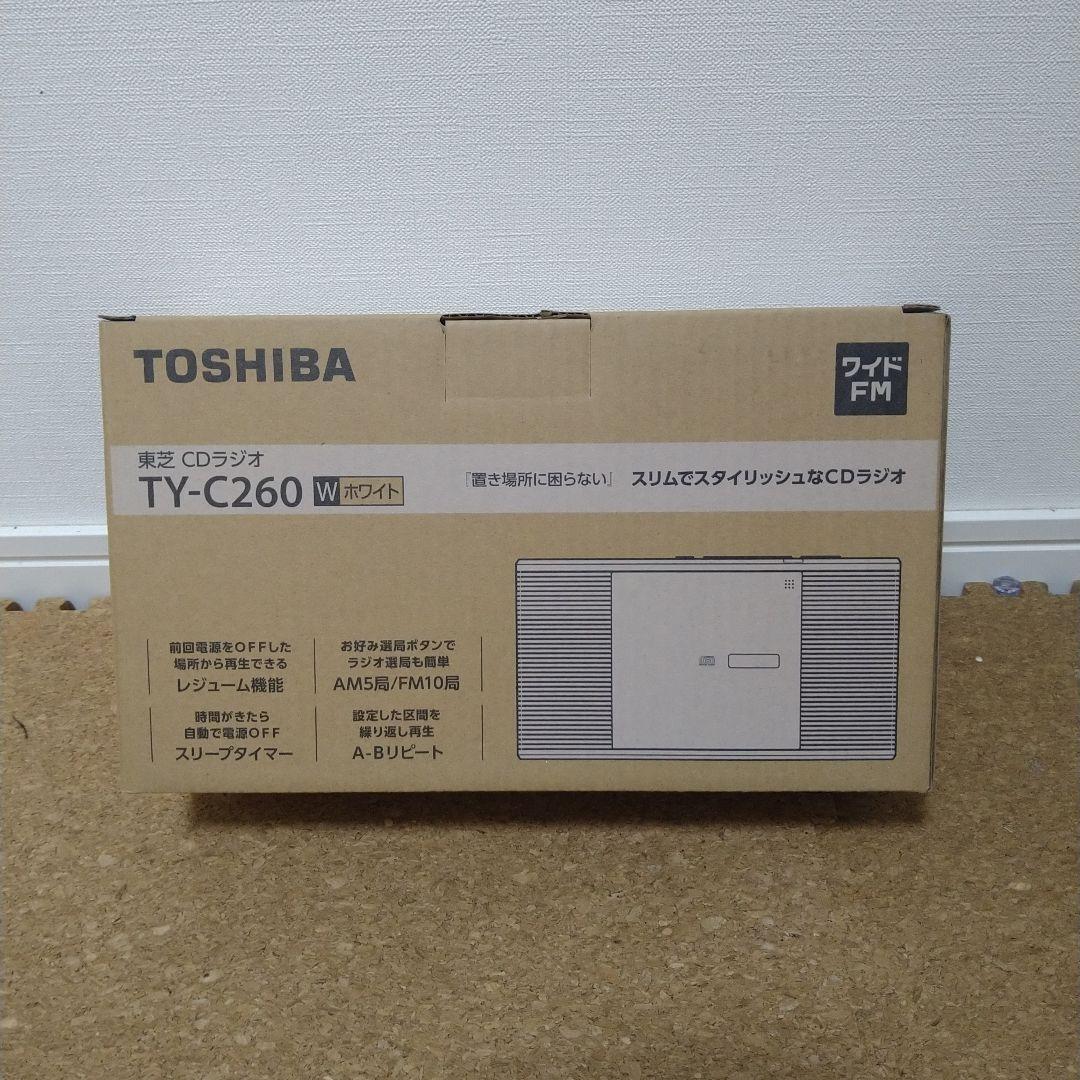 TOSHIBA
ワイド
FM
東芝 CDラジオ
TY-C260 W ホワイト
『置き場所に困らない』 スリムでスタイリッシュなCDラジオ
前回電源をOFFした
場所から再生できる
レジューム機能
お好み選局ボタンで
ラジオ選局も簡単
AM5局/FM10局
時間がきたら
自動で電源OFF
スリープタイマー
設定した区間を
繰り返し再生
A-Bリピート